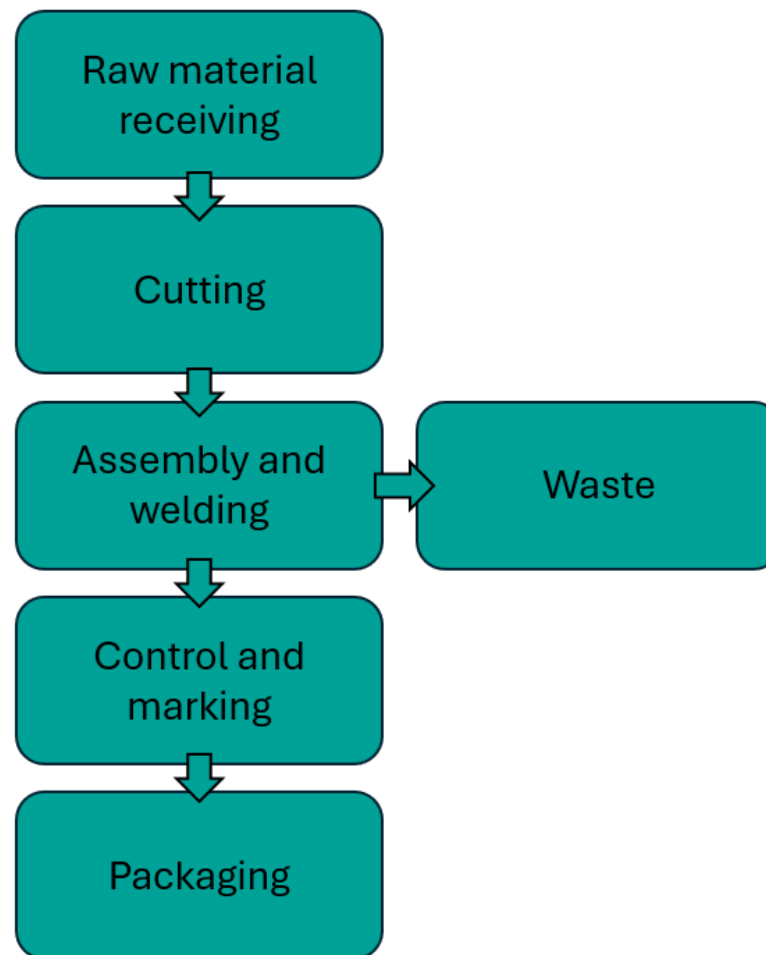 Raw material
receiving
Cutting
Assembly and
welding
Waste
Control and
marking
Packaging